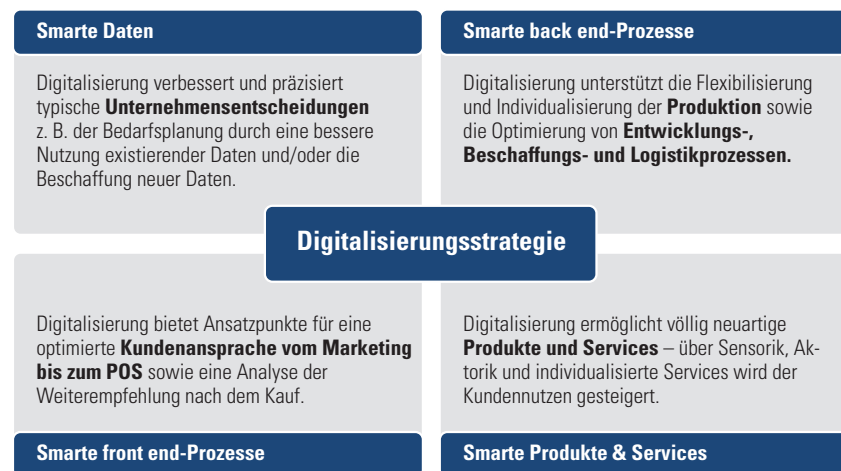 Smarte Daten
Digitalisierung verbessert und präzisiert
typische Unternehmensentscheidungen
z. B. der Bedarfsplanung durch eine bessere
Nutzung existierender Daten und/oder die
Beschaffung neuer Daten.
Smarte back end-Prozesse
Digitalisierung unterstützt die Flexibilisierung
und Individualisierung der Produktion sowie
die Optimierung von Entwicklungs-,
Beschaffungs- und Logistikprozessen.
Digitalisierungsstrategie
Digitalisierung bietet Ansatzpunkte für eine
optimierte Kundenansprache vom Marketing
bis zum POS sowie eine Analyse der
Weiterempfehlung nach dem Kauf.
Smarte front end-Prozesse
Digitalisierung ermöglicht völlig neuartige
Produkte und Services – über Sensorik, Ak-
torik und individualisierte Services wird der
Kundennutzen gesteigert.
Smarte Produkte & Services